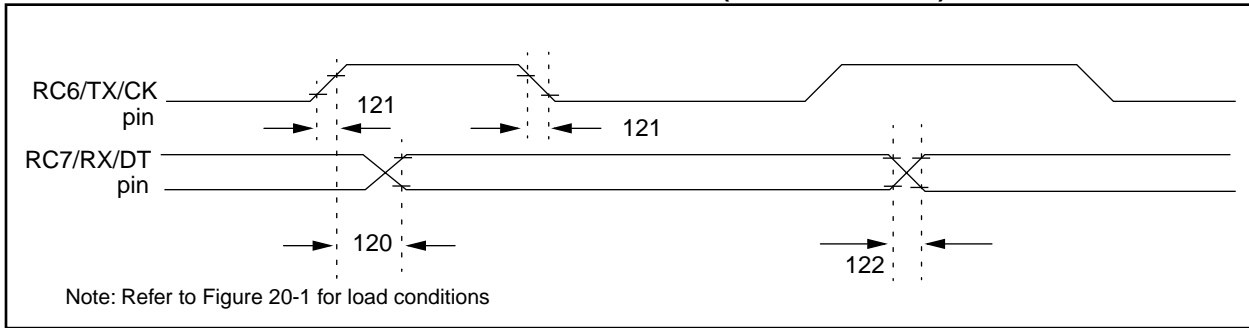 RC6/TX/CK
pin
121
121
RC7/RX/DT
pin
120
122
Note: Refer to Figure 20-1 for load conditions